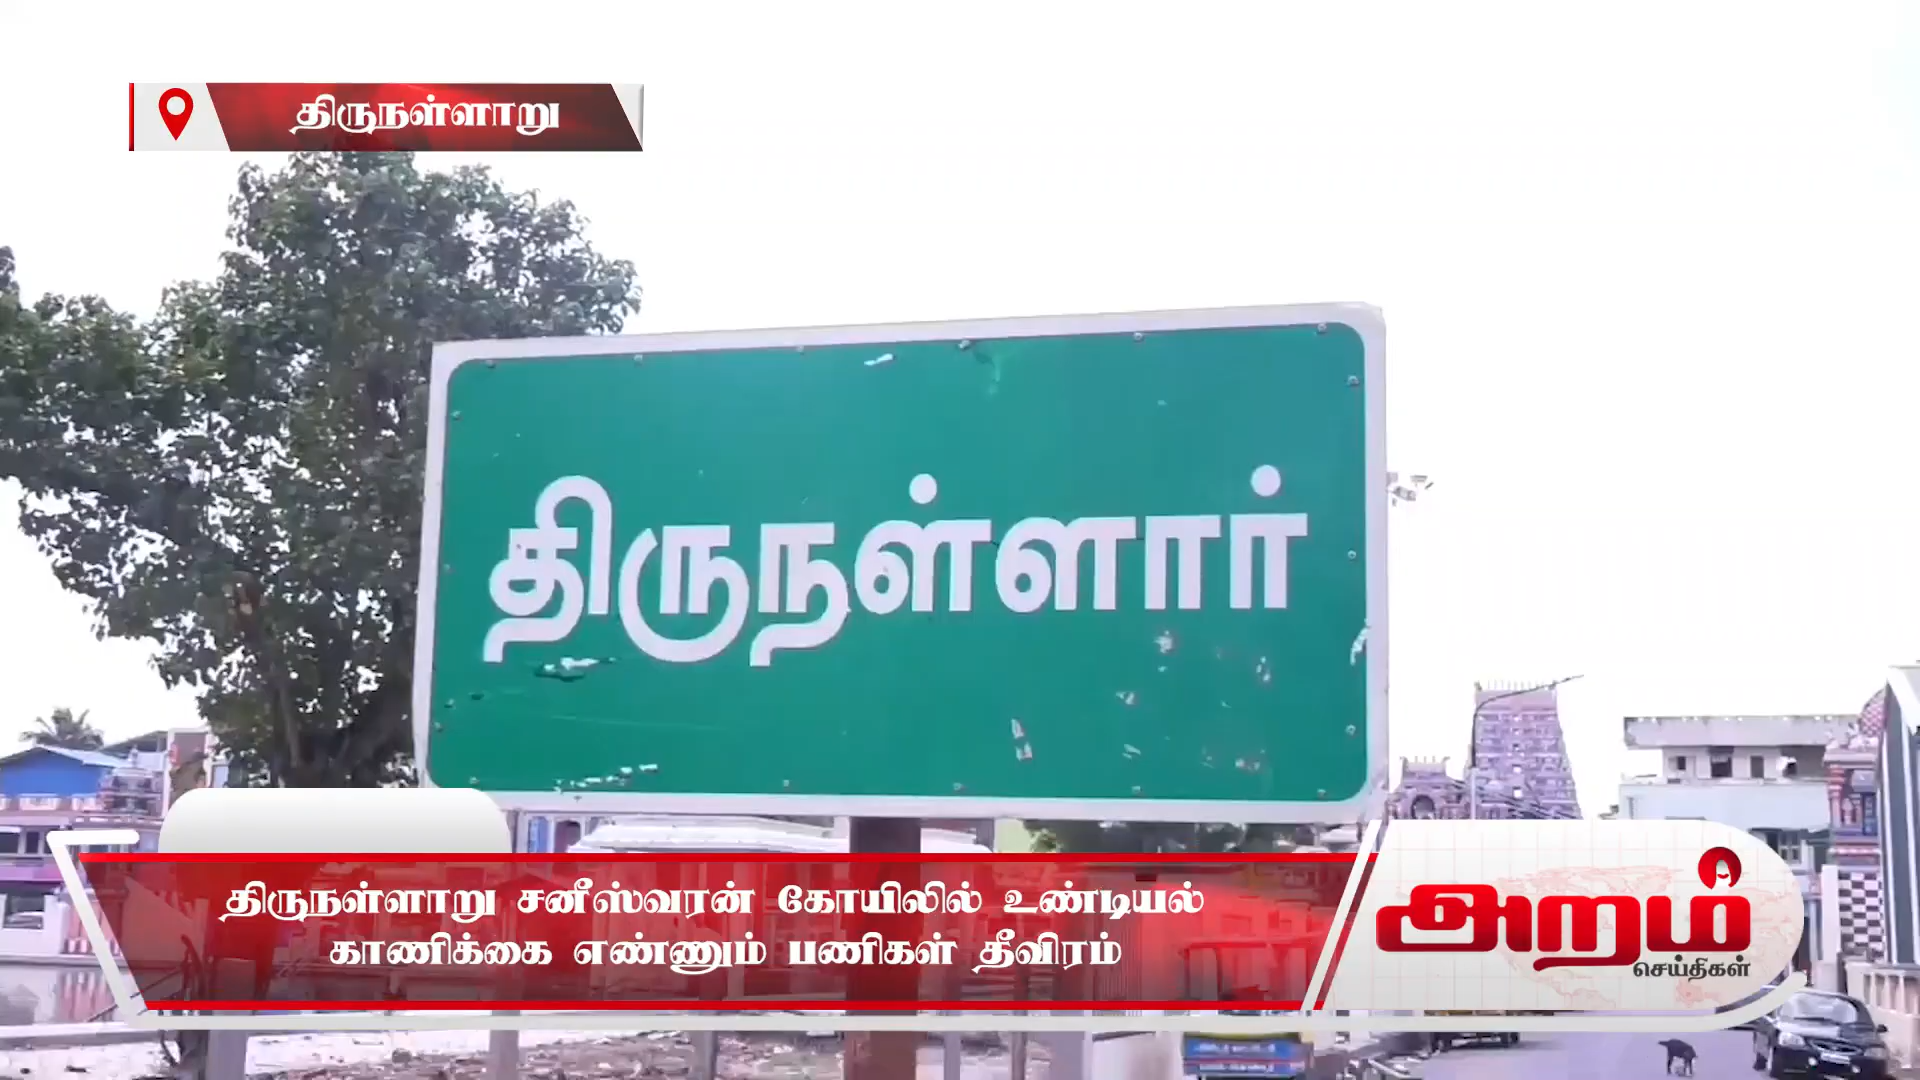 திருநள்ளாறு
திருநள்ளார்
திருநள்ளாறு சனீஸ்வரன் கோயிலில் உண்டியல்
காணிக்கை எண்ணும் பணிகள் தீவிரம்
அறம்
செய்திகள்